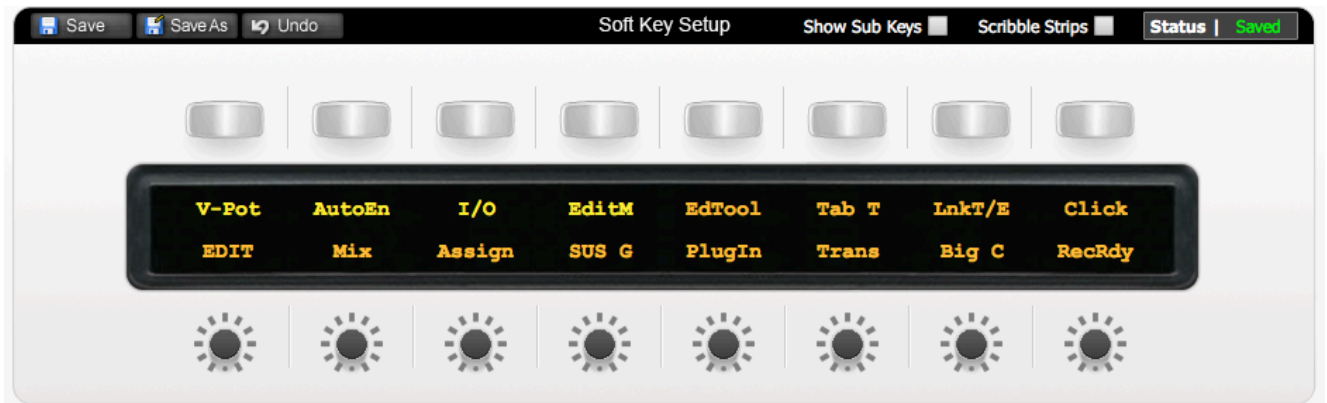 Save Save As Undo Soft Key Setup Show Sub Keys Scribble Strips Status | Saved
V-Pot AutoEn I/O EditM EdTool Tab T LnkT/E Click
EDIT Mix Assign SUS G PlugIn Trans Big C RecRdy